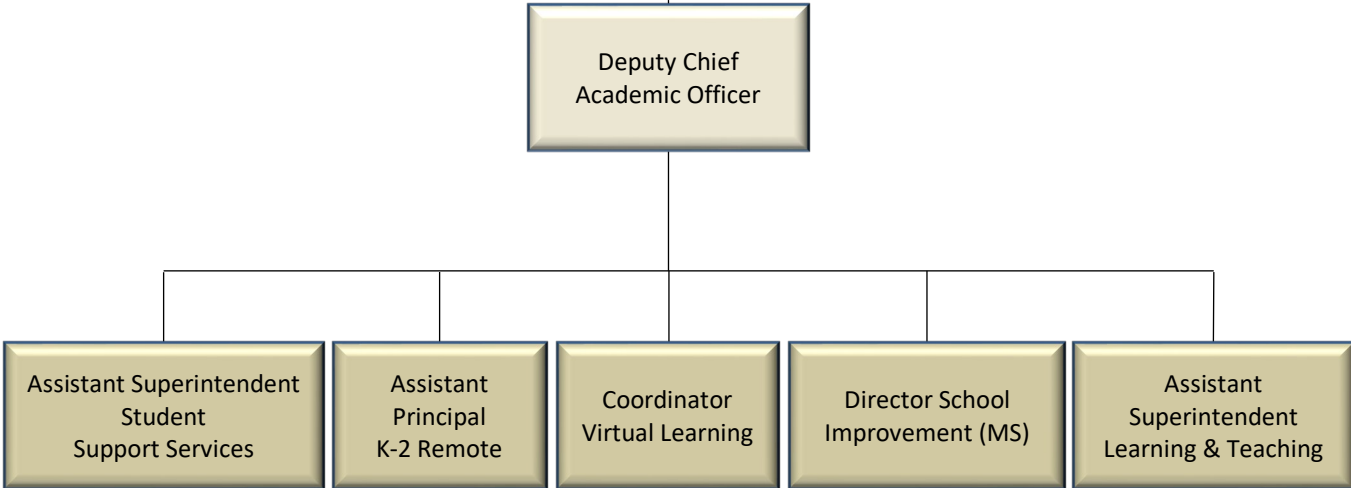 Deputy Chief
Academic Officer
Assistant Superintendent
Student
Support Services
Assistant
Principal
K-2 Remote
Coordinator
Virtual Learning
Director School
Improvement (MS)
Assistant
Superintendent
Learning & Teaching